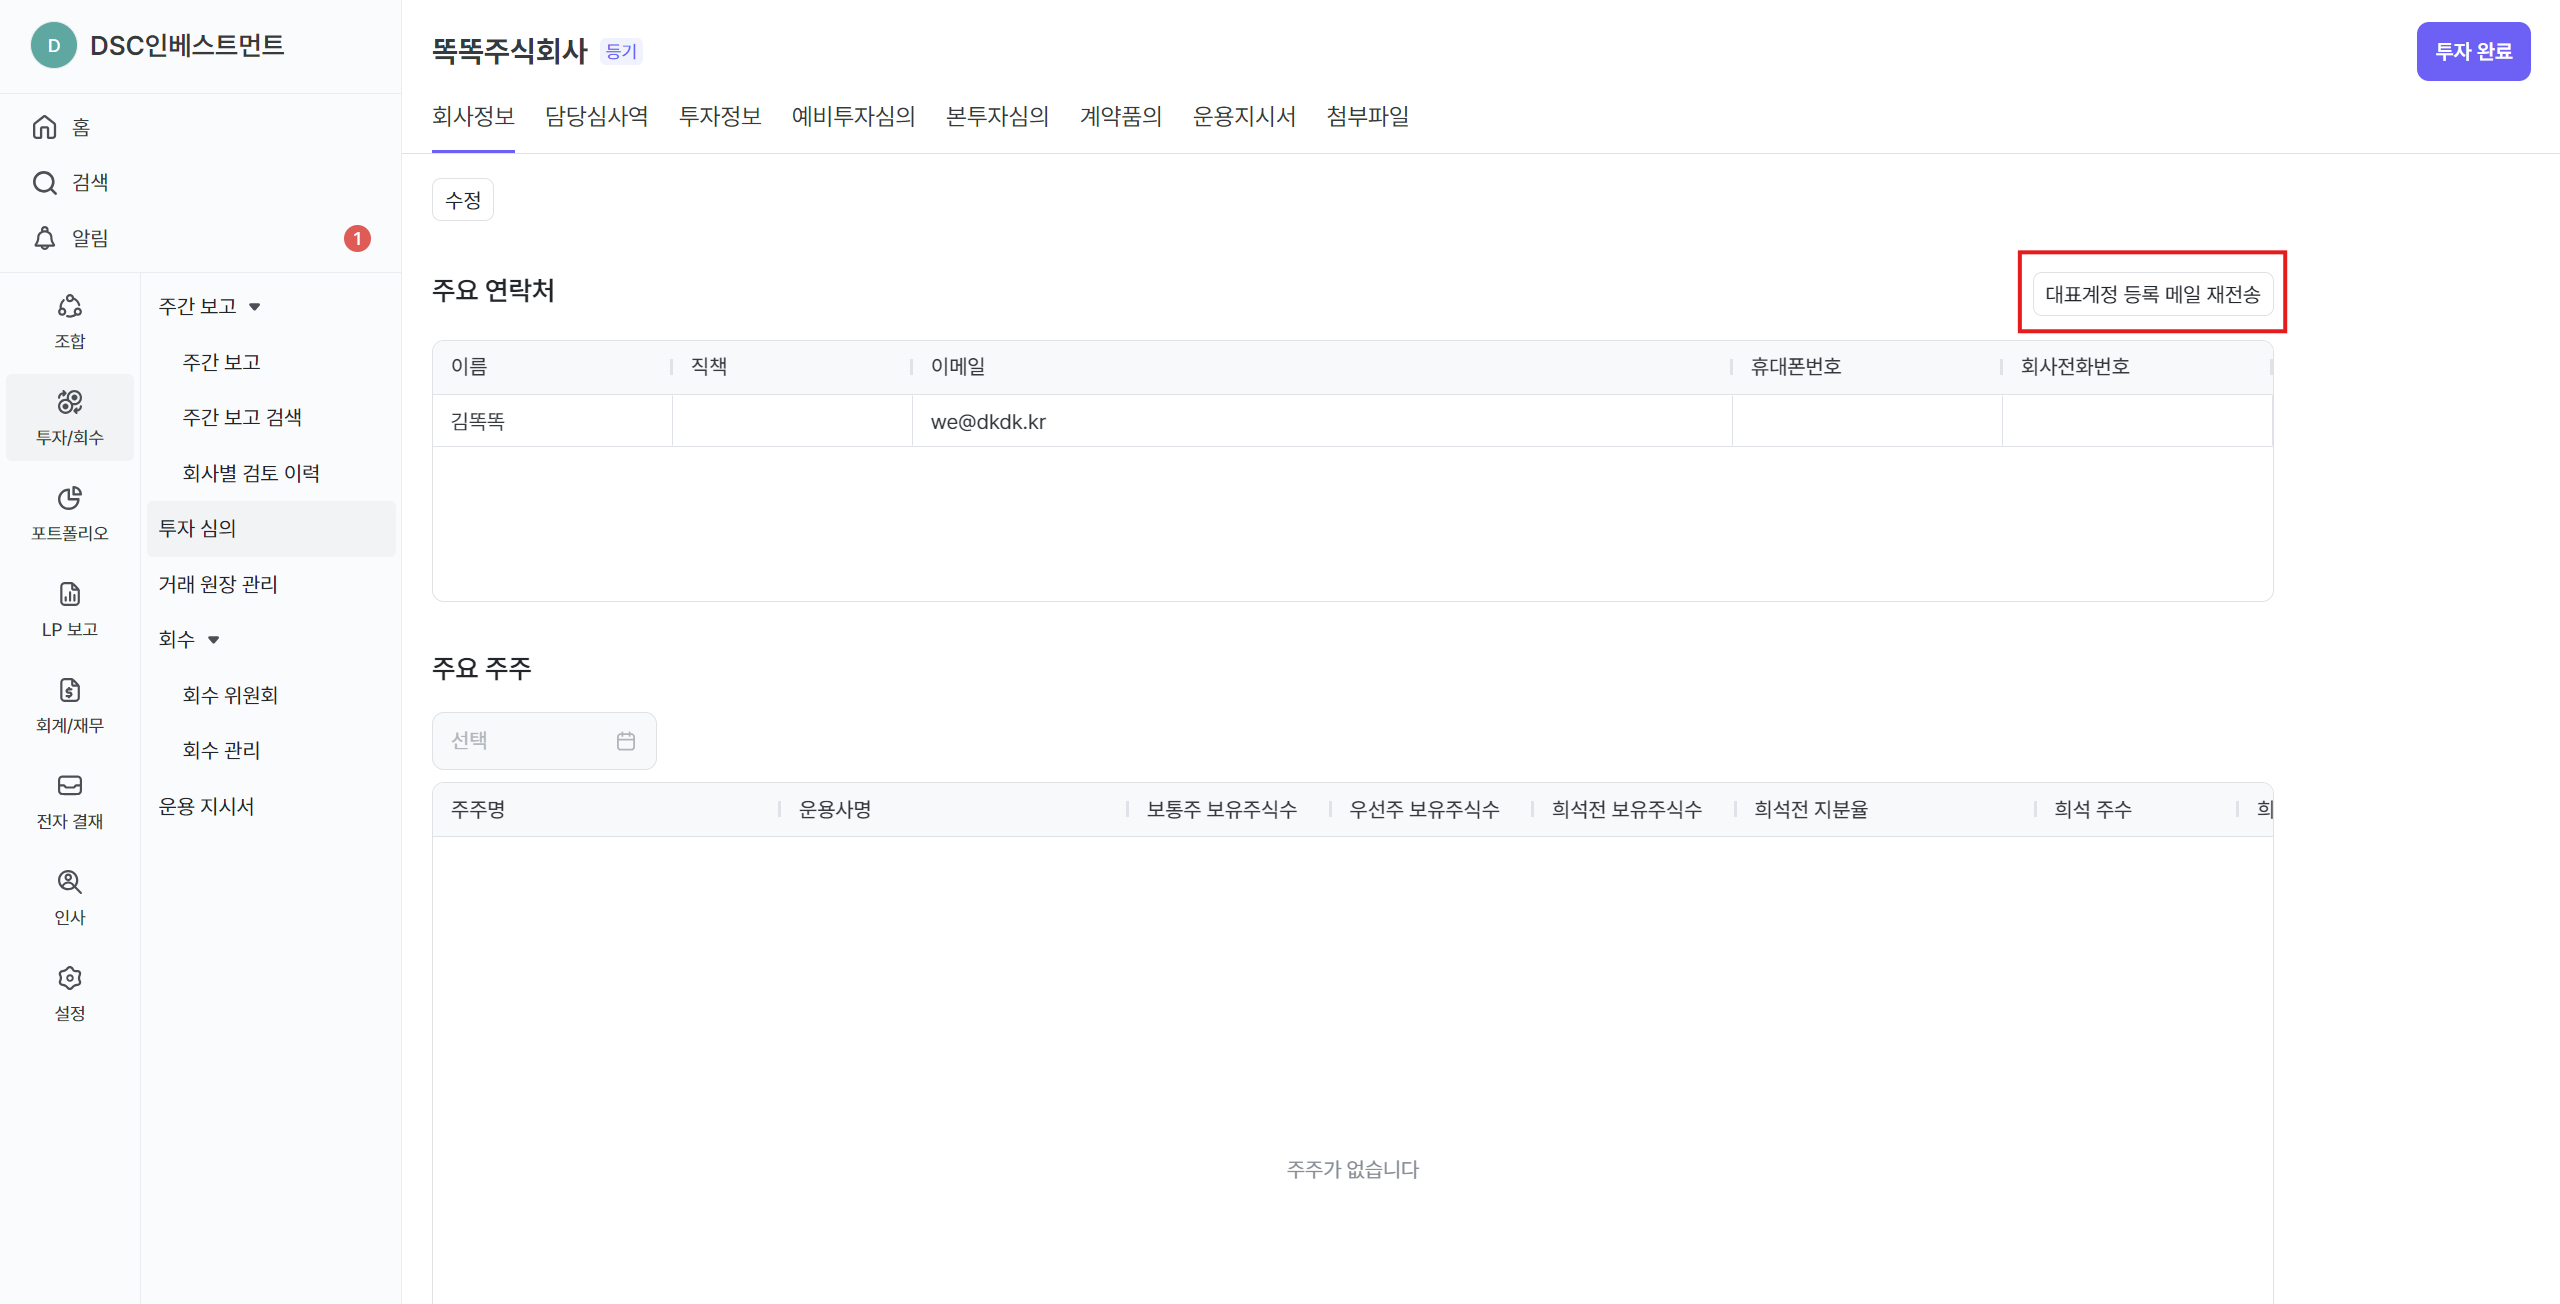 D DSC인베스트먼트
홈
검색
알림 1
조합
투자/회수
포트폴리오
LP 보고
회계/재무
전자 결재
인사
설정
주간 보고
주간 보고
주간 보고 검색
회사별 검토 이력
투자 심의
거래 원장 관리
회수
회수 위원회
회수 관리
운용 지시서
똑똑주식회사 등기
투자 완료
회사정보 담당심사역 투자정보 예비투자심의 본투자심의 계약품의 운용지시서 첨부파일
수정
주요 연락처
대표계정 등록 메일 재전송
이름 직책 이메일 휴대폰번호 회사전화번호
김똑똑 we@dkdk.kr
주요 주주
선택
주주명 운용사명 보통주 보유주식수 우선주 보유주식수 희석전 보유주식수 희석전 지분율 희석 주수 희
주주가 없습니다